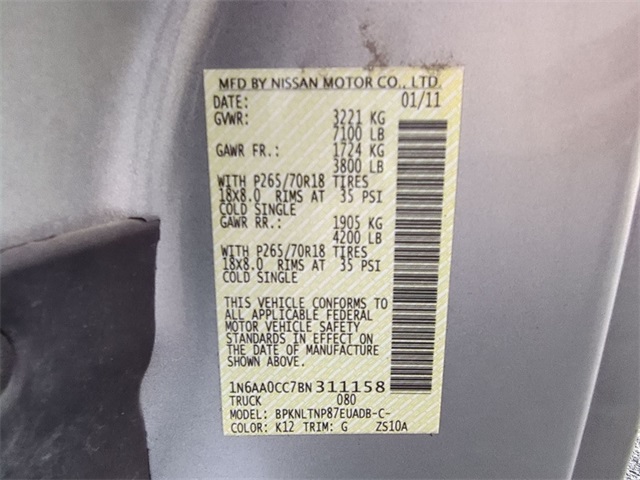 MFD BY NISSAN MOTOR CO., LTD.
DATE: 01/11
GVWR: 3221 KG
7100 LB
GAWR FR.: 1724 KG
3800 LB
WITH P265/70R18 TIRES
18X8.0 RIMS AT 35 PSI
COLD SINGLE
GAWR RR.: 1905 KG
4200 LB
WITH P265/70R18 TIRES
18X8.0 RIMS AT 35 PSI
COLD SINGLE
THIS VEHICLE CONFORMS TO
ALL APPLICABLE FEDERAL
MOTOR VEHICLE SAFETY
STANDARDS IN EFFECT ON
THE DATE OF MANUFACTURE
SHOWN ABOVE.
1N6AA0CC7BN311158
TRUCK 080
MODEL: BPKNLTNP87EUADB-C-
COLOR: K12 TRIM: G ZS10A